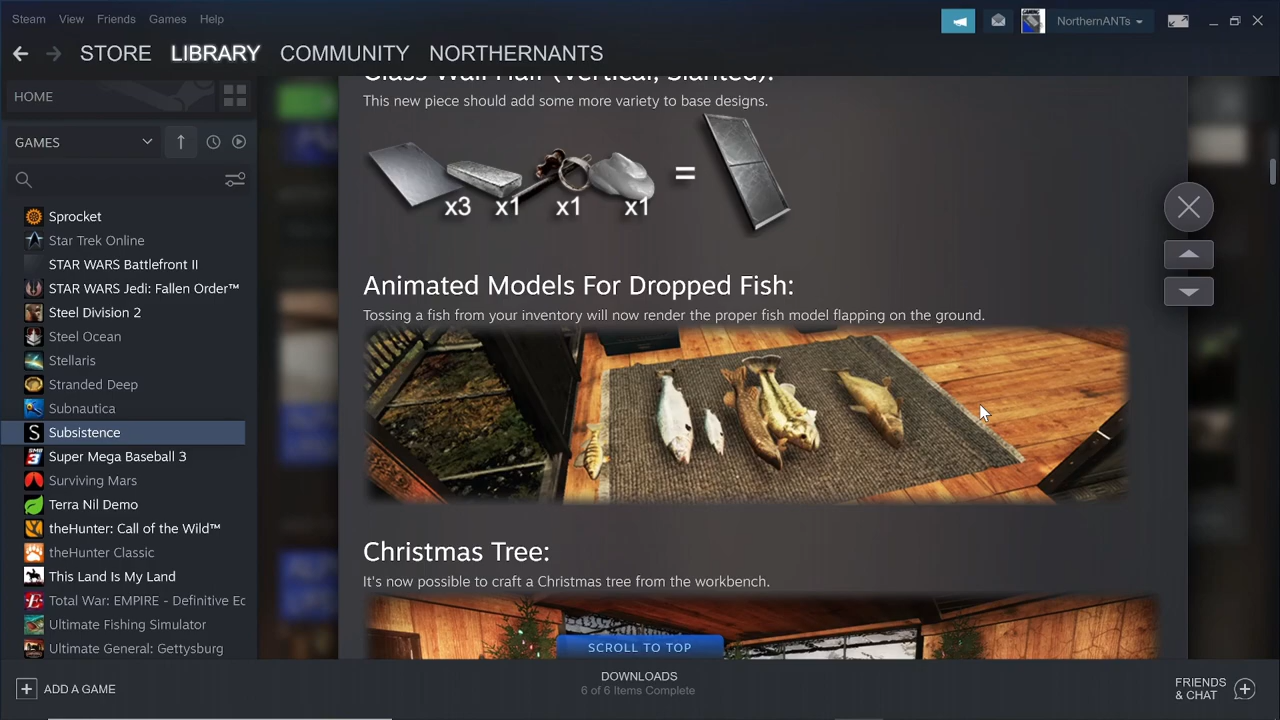 Steam View Friends Games Help
NorthernANTs
STORE LIBRARY COMMUNITY NORTHERNANTS
HOME
GAMES
Sprocket
Star Trek Online
STAR WARS Battlefront II
STAR WARS Jedi: Fallen Order™
Steel Division 2
Steel Ocean
Stellaris
Stranded Deep
Subnautica
Subsistence
Super Mega Baseball 3
Surviving Mars
Terra Nil Demo
theHunter: Call of the Wild™
theHunter Classic
This Land Is My Land
Total War: EMPIRE - Definitive Ec
Ultimate Fishing Simulator
Ultimate General: Gettysburg
Glass Wall Half (Vertical, Slanted):
This new piece should add some more variety to base designs.
x3 x1 x1 x1 =
Animated Models For Dropped Fish:
Tossing a fish from your inventory will now render the proper fish model flapping on the ground.
Christmas Tree:
It's now possible to craft a Christmas tree from the workbench.
SCROLL TO TOP
ADD A GAME
DOWNLOADS
6 of 6 Items Complete
FRIENDS
& CHAT